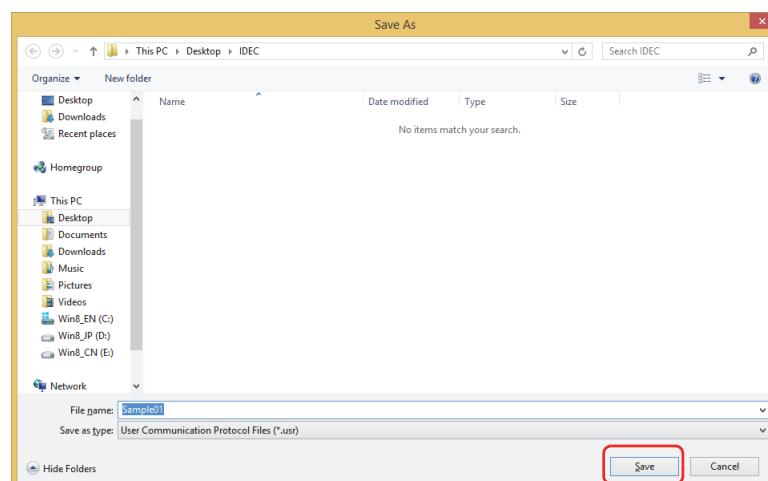 Save As
This PC Desktop IDEC
Search IDEC
Organize
New folder
Name
Date modified
Type
Size
No items match your search.
Desktop
Downloads
Recent places
Homegroup
This PC
Desktop
Documents
Downloads
Music
Pictures
Videos
Win8_EN (C:)
Win8_JP (D:)
Win8_CN (E:)
Network
File name: Sample01
Save as type: User Communication Protocol Files (*.usr)
Hide Folders
Save
Cancel